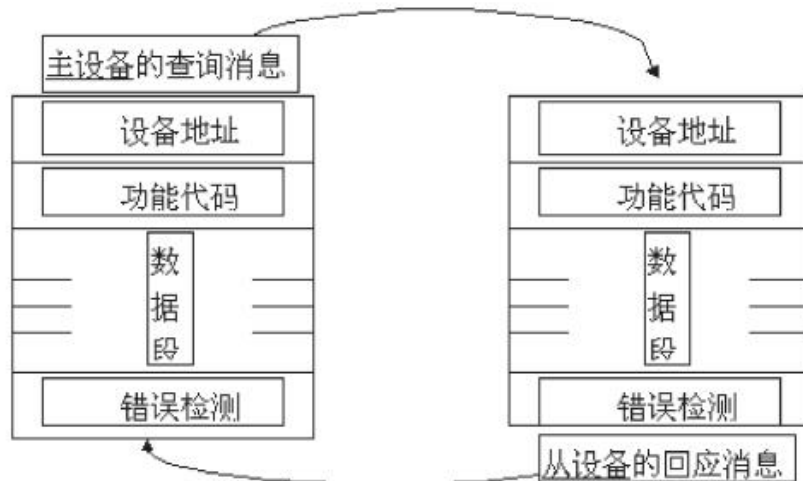 主设备的查询消息
设备地址
功能代码
数
据
段
错误检测
设备地址
功能代码
数
据
段
错误检测
从设备的回应消息